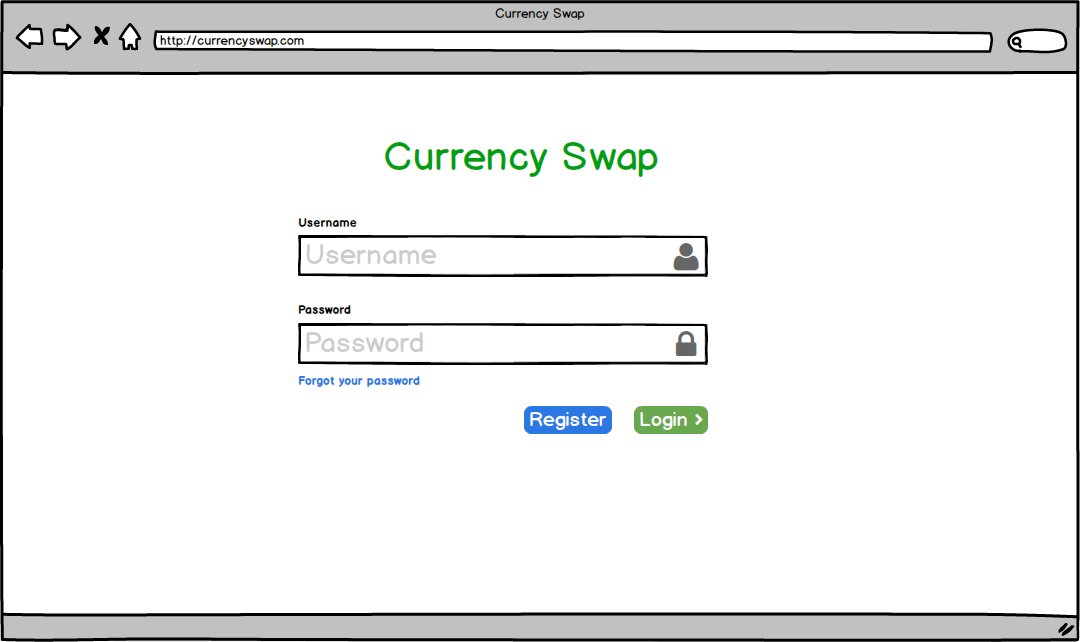 Currency Swap
http://currencyswap.com
Currency Swap
Username
Username
Password
Password
Forgot your password
Register Login